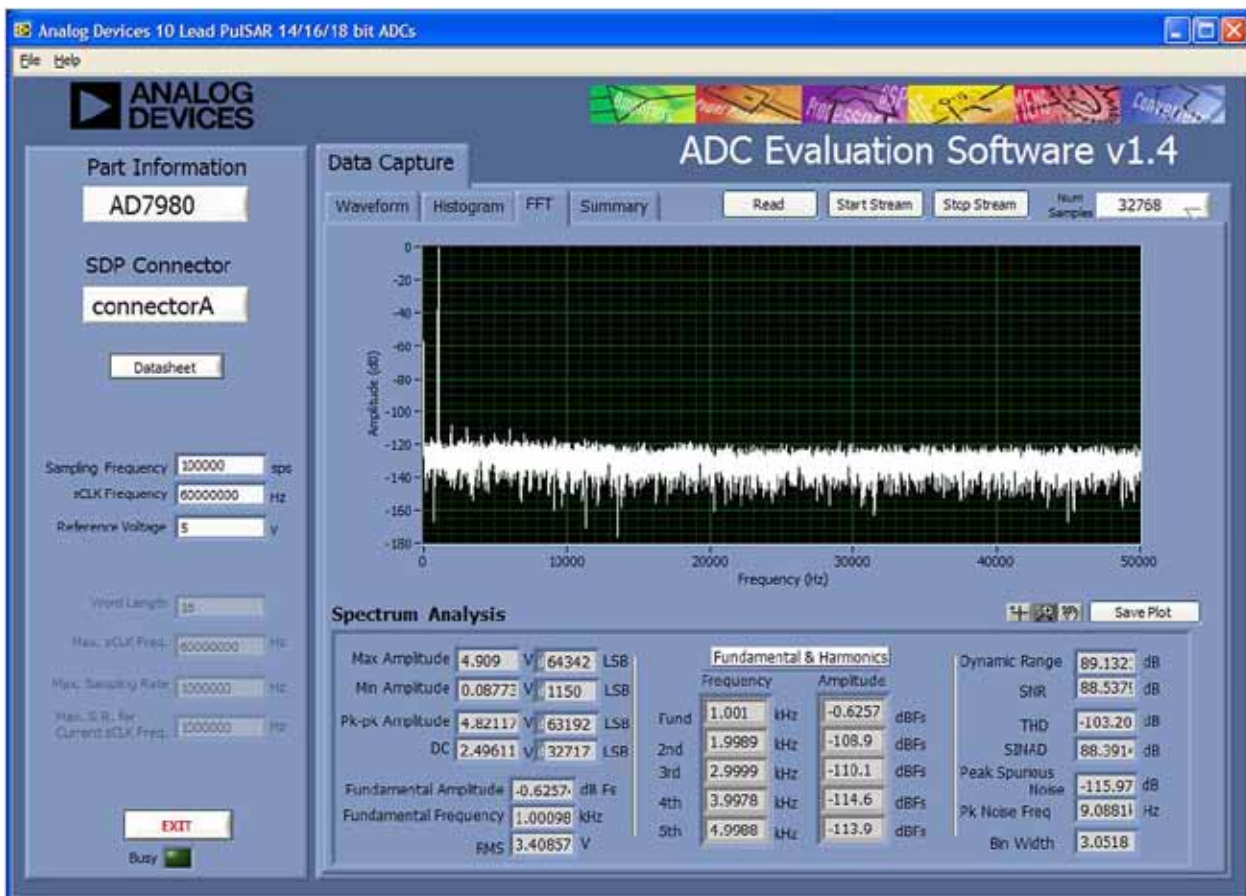 Analog Devices 10 Lead PulSAR 14/16/18 bit ADCs
File Help
ANALOG
DEVICES
ADC Evaluation Software v1.4
Part Information
AD7980
SDP Connector
connectorA
Datasheet
Sampling Frequency 100000 sps
sCLK Frequency 60000000 Hz
Reference Voltage 5 V
Word Length 16
Max. sCLK Freq. 60000000 Hz
Max. Sampling Rate 1000000 Hz
Max. S.R. for
Current sCLK Freq. 1000000 Hz
EXIT
Busy
Data Capture
Waveform Histogram FFT Summary
Read Start Stream Stop Stream Num Samples 32768
Amplitude (dB)
0
-20
-40
-60
-80
-100
-120
-140
-160
-180
0 10000 20000 30000 40000 50000
Frequency (Hz)
Spectrum Analysis
Save Plot
Max Amplitude 4.909 V 64342 LSB
Min Amplitude 0.08773 V 1150 LSB
Pk-pk Amplitude 4.82117 V 63192 LSB
DC 2.49611 V 32717 LSB
Fundamental Amplitude -0.6257 dB Fs
Fundamental Frequency 1.00098 kHz
RMS 3.40857 V
Fundamental & Harmonics
Frequency Amplitude
Fund 1.001 kHz -0.6257 dBFs
2nd 1.9989 kHz -108.9 dBFs
3rd 2.9999 kHz -110.1 dBFs
4th 3.9978 kHz -114.6 dBFs
5th 4.9988 kHz -113.9 dBFs
Dynamic Range 89.132 dB
SNR 88.537 dB
THD -103.20 dB
SINAD 88.391 dB
Peak Spurious
Noise -115.97 dB
Pk Noise Freq 9.0881 Hz
Bin Width 3.0518